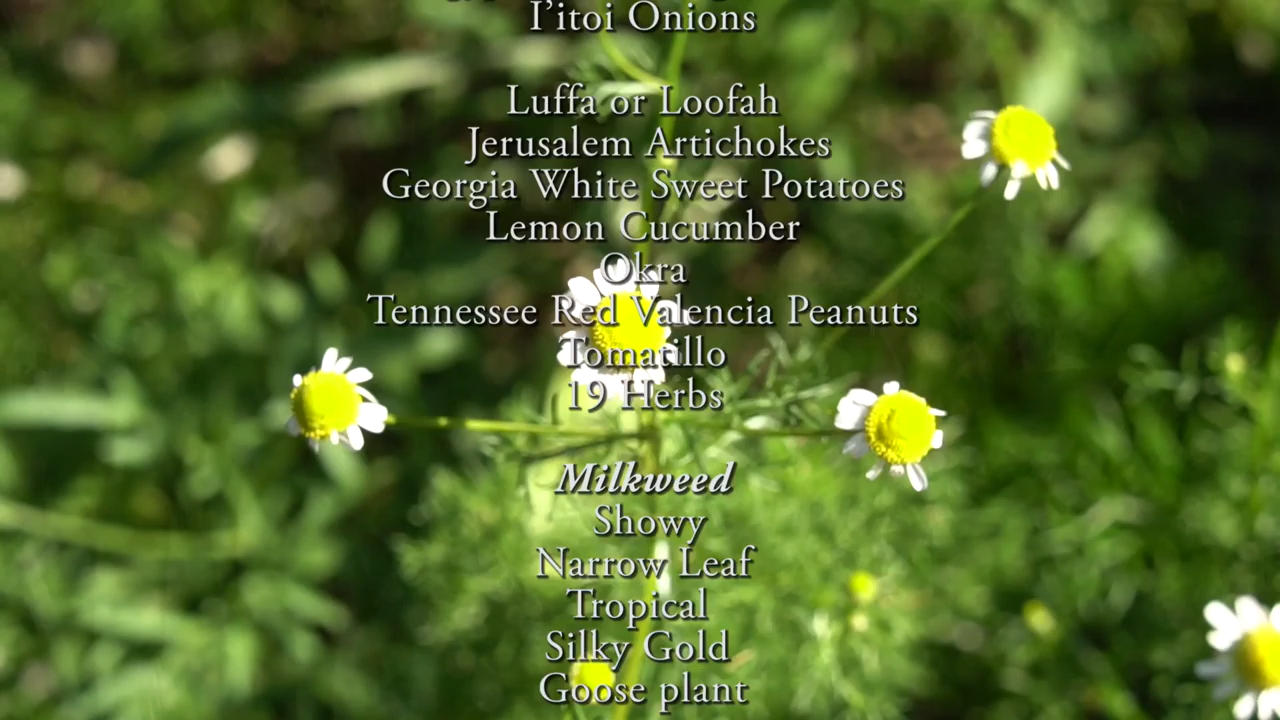 I'itoi Onions
Luffa or Loofah
Jerusalem Artichokes
Georgia White Sweet Potatoes
Lemon Cucumber
Okra
Tennessee Red Valencia Peanuts
Tomatillo
19 Herbs
Milkweed
Showy
Narrow Leaf
Tropical
Silky Gold
Goose plant